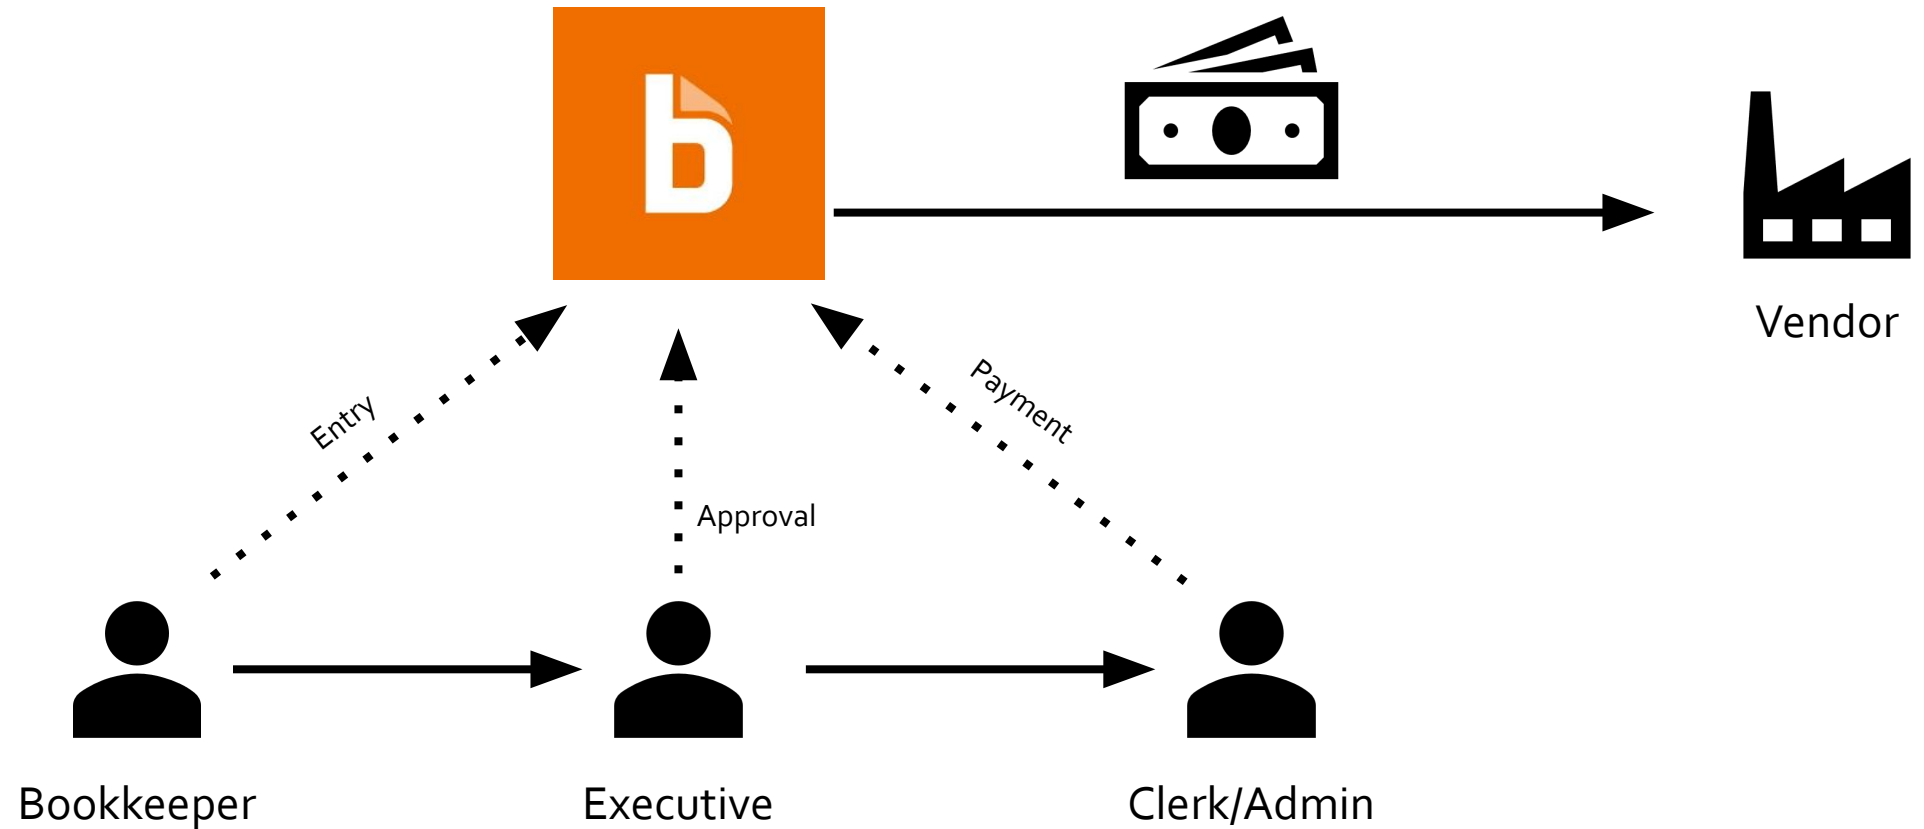 b
Vendor
Entry
Payment
Approval
Bookkeeper
Executive
Clerk/Admin